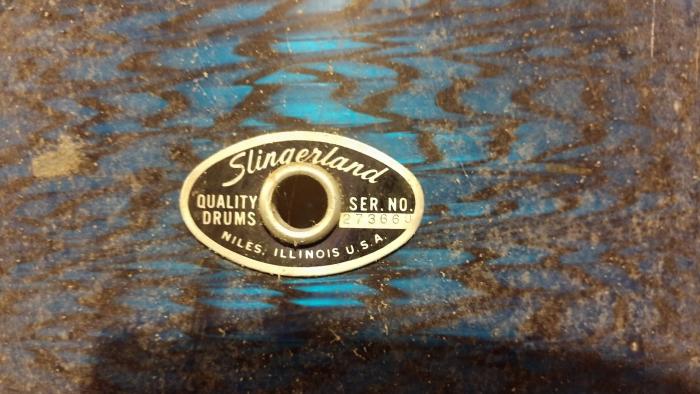 Slingerland
QUALITY
DRUMS
SER. NO.
27366J
NILES, ILLINOIS U.S.A.